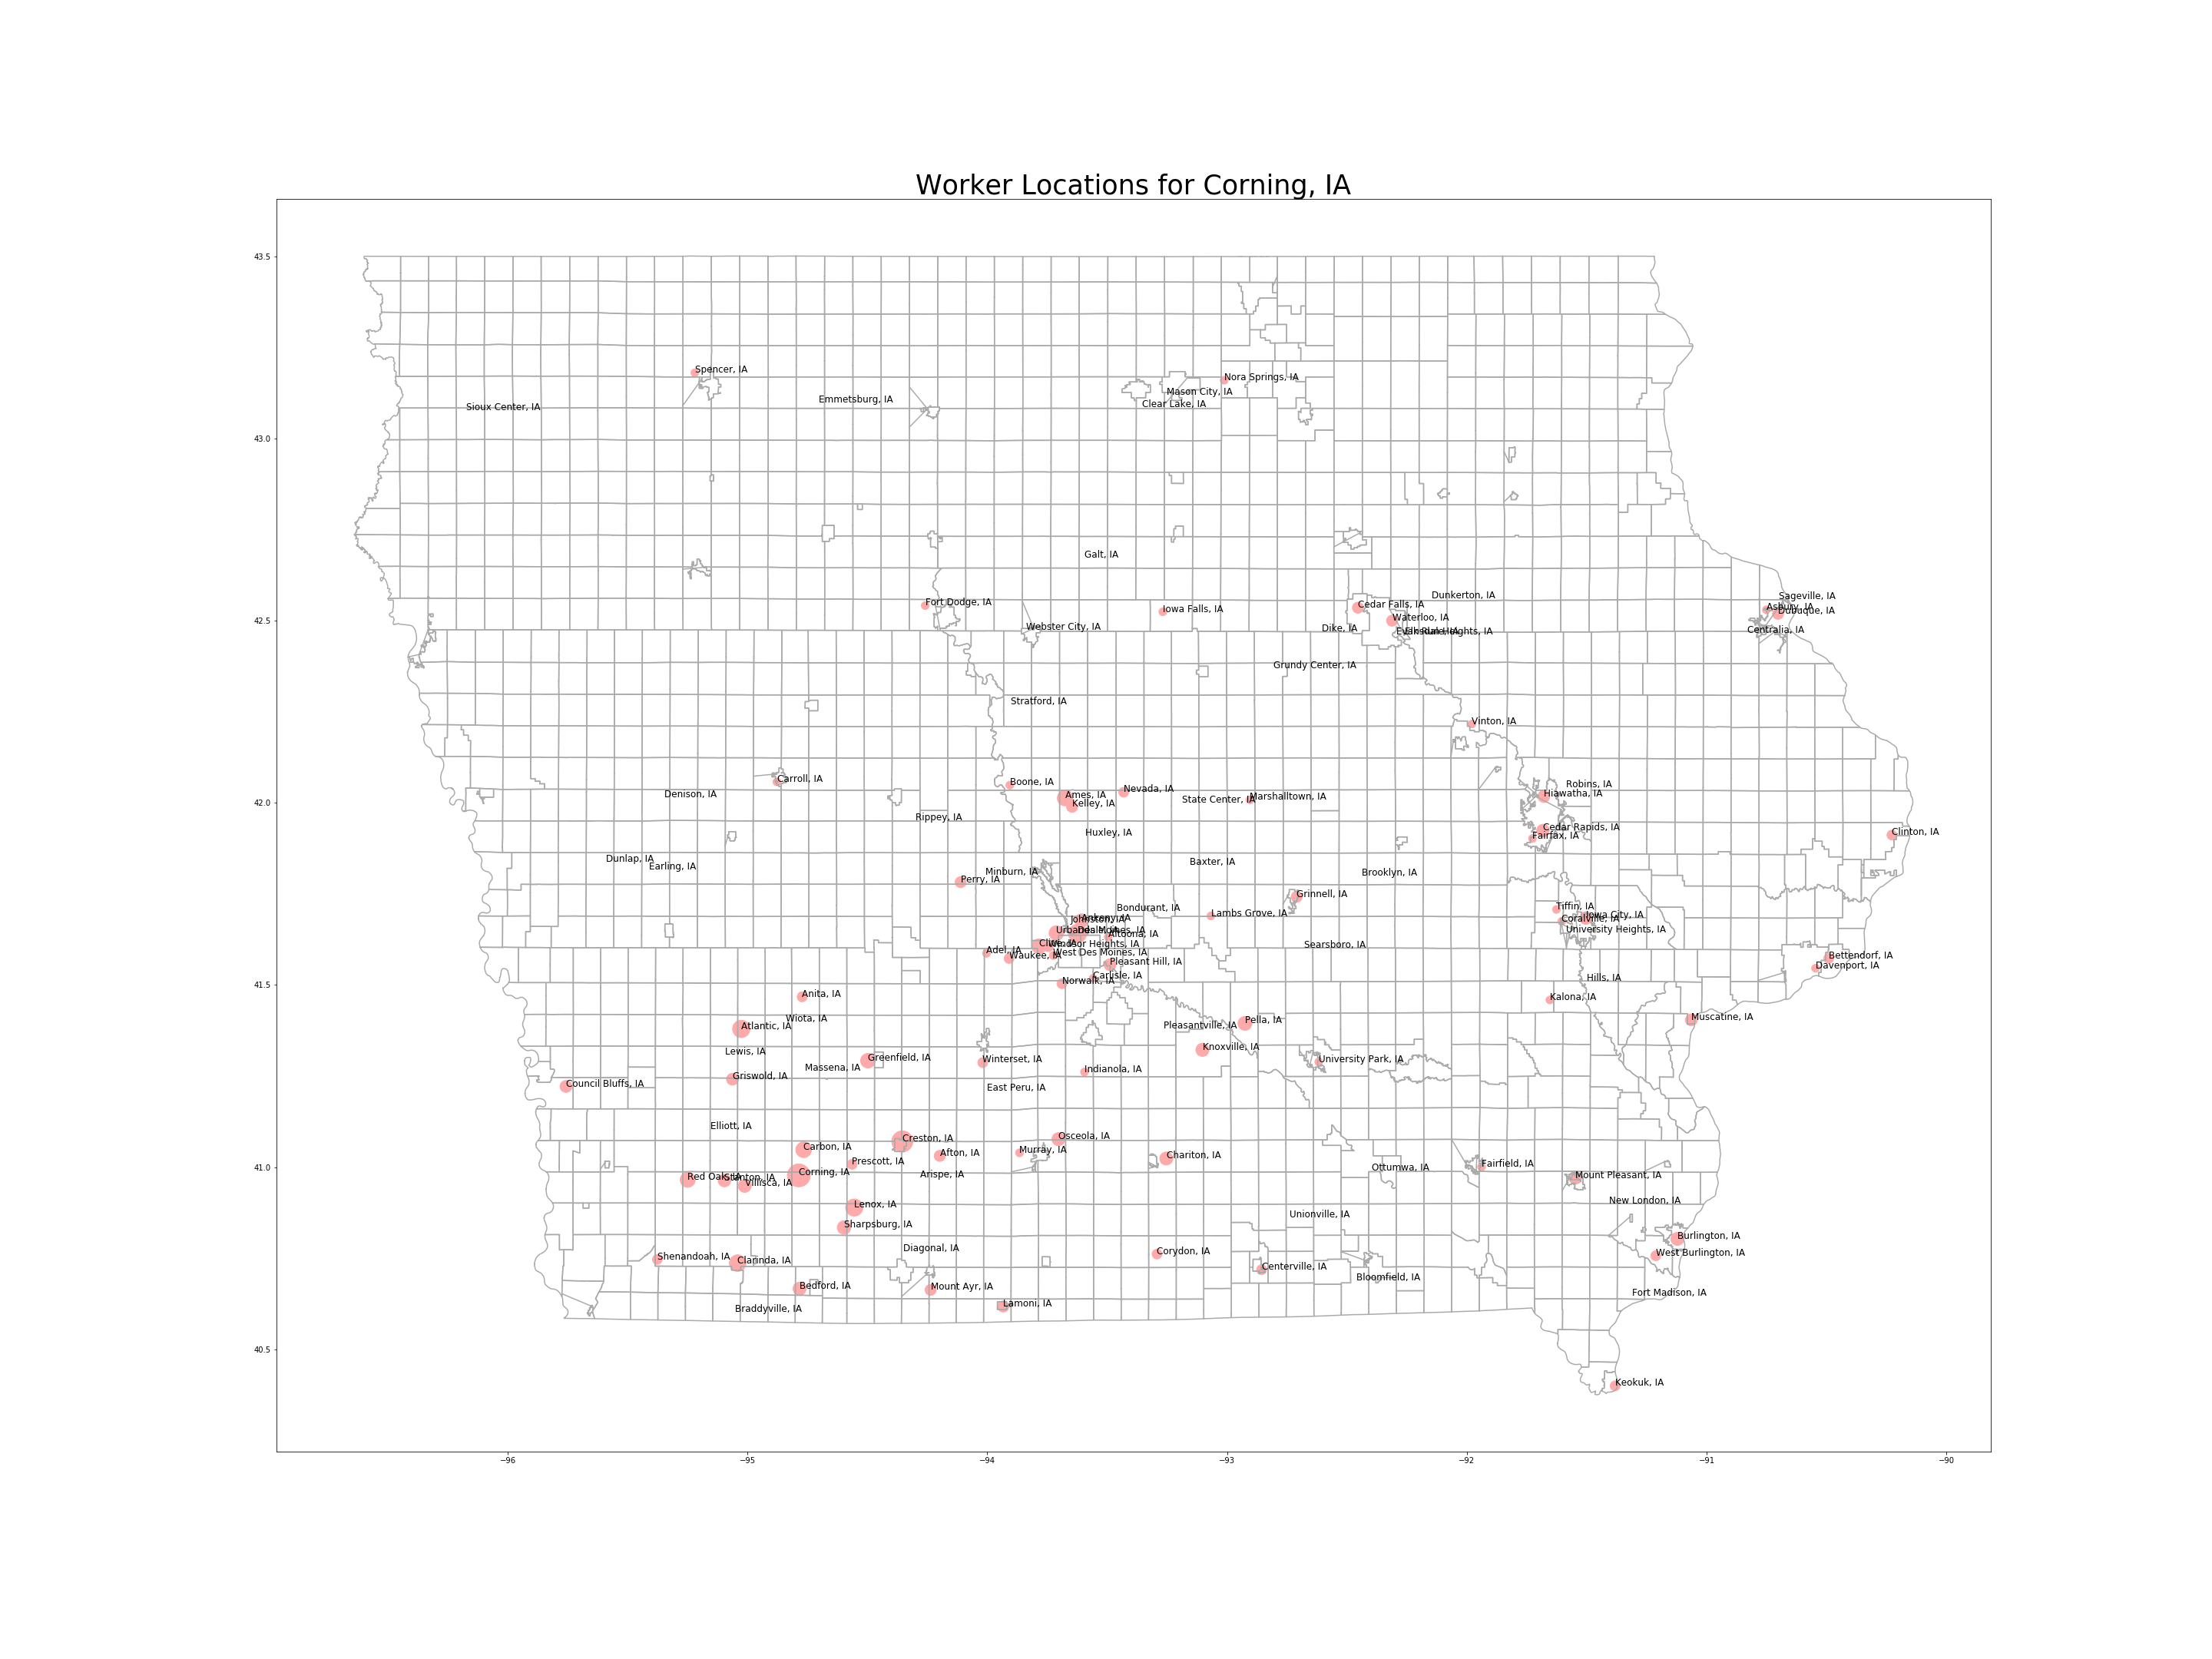 Worker Locations for Corning, IA
43.5
Spencer, IA
Nora Springs, IA
Mason City, IA
Emmetsburg, IA
Clear Lake, IA
Sioux Center, IA
43.0
Galt, IA
Dunkerton, IA
Sageville, IA
Fort Dodge, IA
Cedar Falls, IA
Asbury, IA
Iowa Falls, IA
Dubuque, IA
42.5
Waterloo, IA
Webster City, IA
Dike, IA
Centralia, IA
Grundy Center, IA
Stratford, IA
Vinton, IA
Carroll, IA
Boone, IA
Robins, IA
Nevada, IA
Denison, IA
Ames, IA
Hiawatha, IA
Marshalltown, IA
State Center, IA
42.0
Kelley, IA
Rippey, IA
Cedar Rapids, IA
Huxley, IA
Clinton, IA
Fairfax, IA
Dunlap, IA
Baxter, IA
Earling, IA
Minburn, IA
Brooklyn, IA
Perry, IA
Grinnell, IA
Bondurant, IA
Tiffin, IA
Lambs Grove, IA
Ankeny, IA
Johnston, IA
Iowa City, IA
Coralville, IA
Altoona, IA
University Heights, IA
Windsor Heights, IA
Searsboro, IA
Adel, IA
Waukee, IA
West Des Moines, IA
Bettendorf, IA
Pleasant Hill, IA
Davenport, IA
Carlisle, IA
Norwalk, IA
Hills, IA
41.5
Anita, IA
Kalona, IA
Wiota, IA
Atlantic, IA
Pella, IA
Pleasantville, IA
Muscatine, IA
Lewis, IA
Knoxville, IA
Greenfield, IA
Winterset, IA
University Park, IA
Massena, IA
Indianola, IA
Griswold, IA
Council Bluffs, IA
East Peru, IA
Elliott, IA
Creston, IA
Osceola, IA
Carbon, IA
Afton, IA
Murray, IA
Chariton, IA
41.0
Prescott, IA
Fairfield, IA
Ottumwa, IA
Corning, IA
Arispe, IA
Mount Pleasant, IA
Red Oak, IA
Stanton, IA
Villisca, IA
New London, IA
Lenox, IA
Unionville, IA
Sharpsburg, IA
Burlington, IA
Diagonal, IA
Corydon, IA
West Burlington, IA
Shenandoah, IA
Clarinda, IA
Centerville, IA
Bloomfield, IA
Bedford, IA
Mount Ayr, IA
Fort Madison, IA
Braddyville, IA
Lamoni, IA
40.5
Keokuk, IA
−96
−95
−94
−93
−92
−91
−90